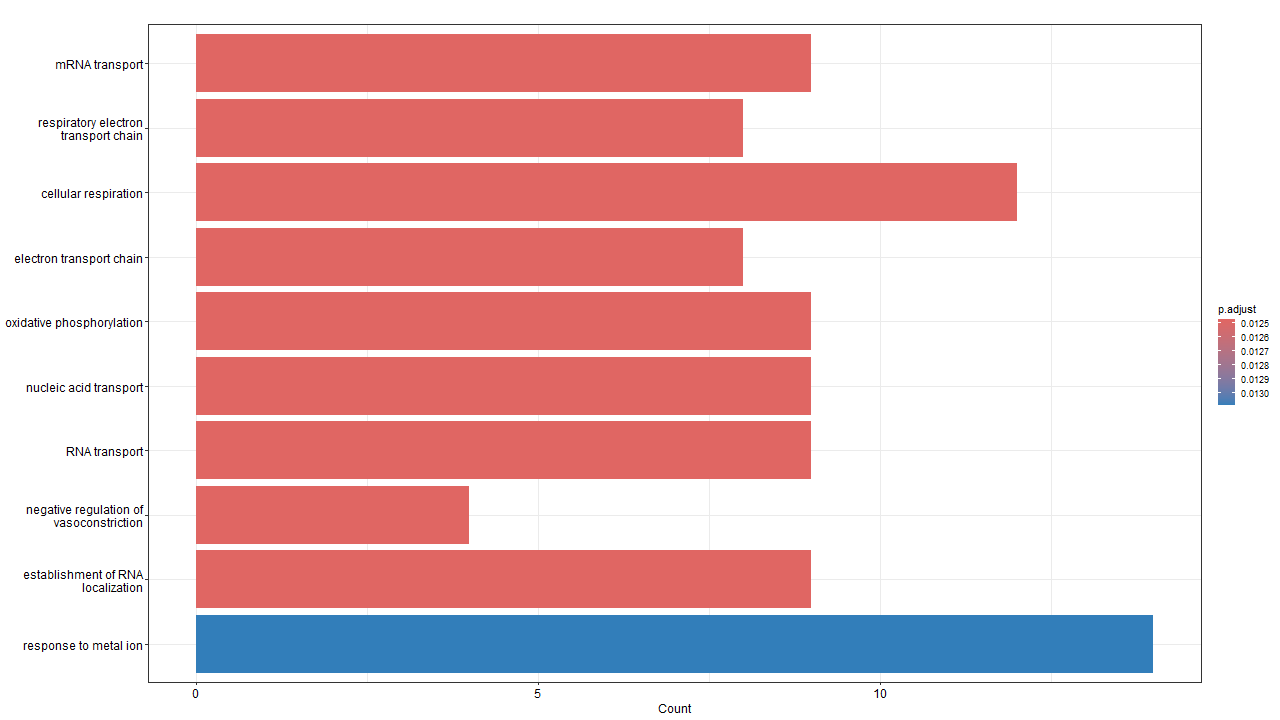 mRNA transport
respiratory electron
transport chain
cellular respiration
electron transport chain
oxidative phosphorylation
nucleic acid transport
RNA transport
negative regulation of
vasoconstriction
establishment of RNA
localization
response to metal ion
0
5
10
Count
p.adjust
0.0125
0.0126
0.0127
0.0128
0.0129
0.0130